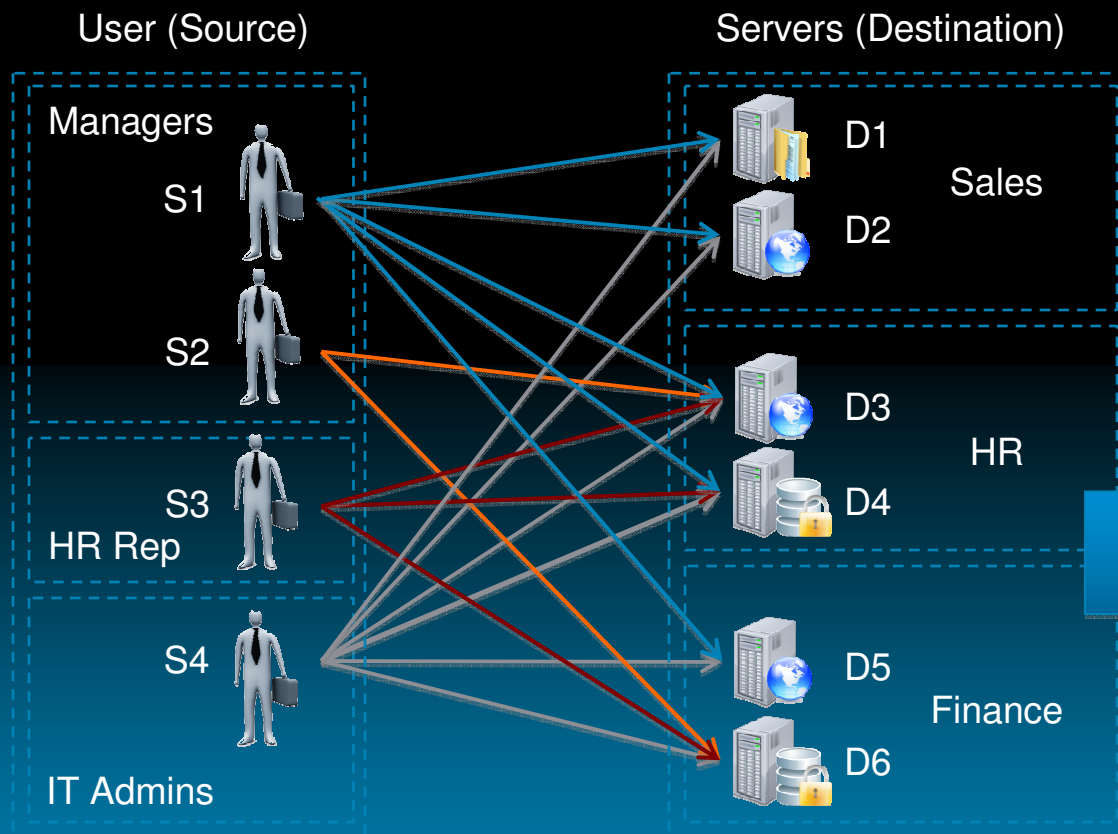 User (Source)
Servers (Destination)
Managers
S1
S2
S3
HR Rep
S4
IT Admins
D1
Sales
D2
D3
HR
D4
D5
Finance
D6